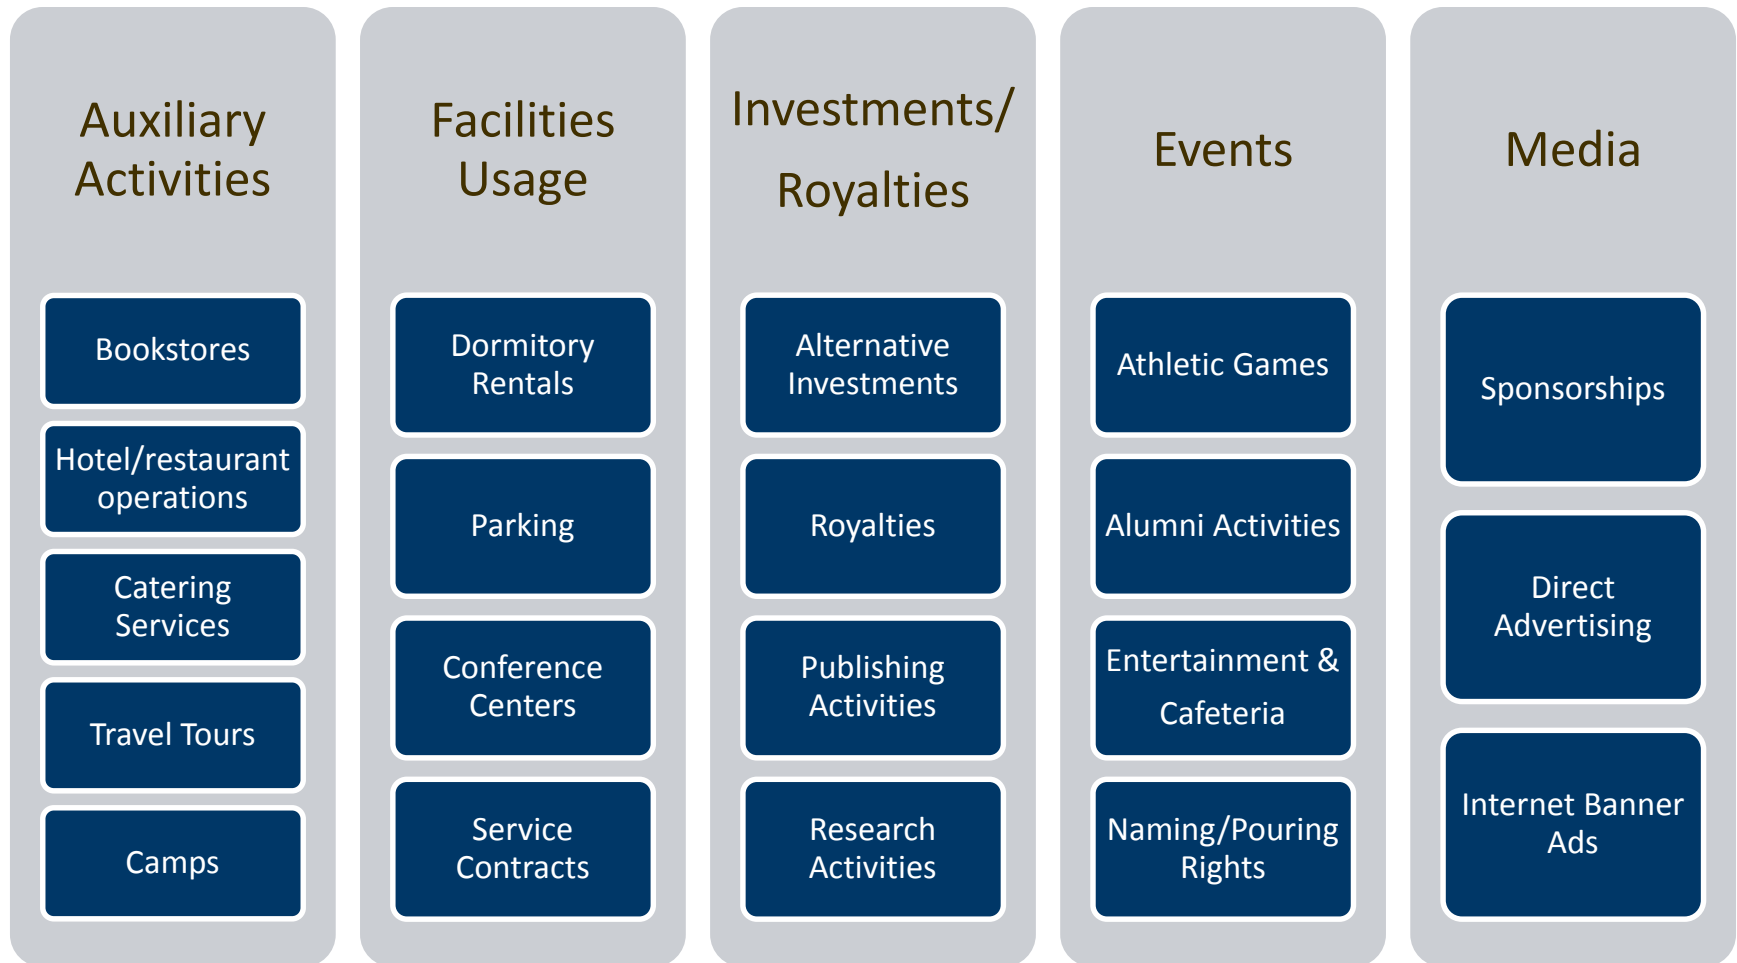 Auxiliary
Activities
Bookstores
Hotel/restaurant
operations
Catering
Services
Travel Tours
Camps
Facilities
Usage
Dormitory
Rentals
Parking
Conference
Centers
Service
Contracts
Investments/
Royalties
Alternative
Investments
Royalties
Publishing
Activities
Research
Activities
Events
Athletic Games
Alumni Activities
Entertainment &
Cafeteria
Naming/Pouring
Rights
Media
Sponsorships
Direct
Advertising
Internet Banner
Ads